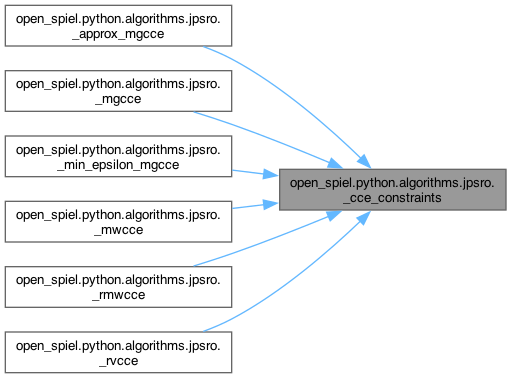 open_spiel.python.algorithms.jpsro.
_approx_mgcce
open_spiel.python.algorithms.jpsro.
_mgcce
open_spiel.python.algorithms.jpsro.
_min_epsilon_mgcce
open_spiel.python.algorithms.jpsro.
_cce_constraints
open_spiel.python.algorithms.jpsro.
_mwcce
open_spiel.python.algorithms.jpsro.
_rmwcce
open_spiel.python.algorithms.jpsro.
_rvcce